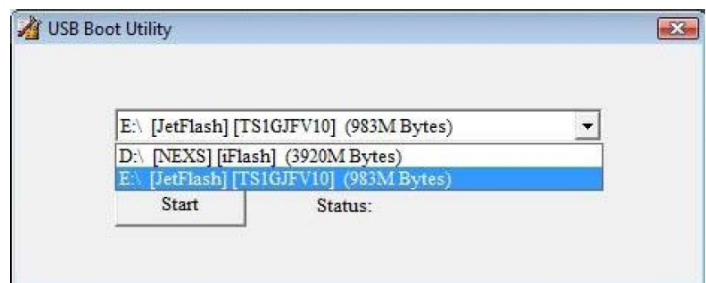 USB Boot Utility
E:\ [JetFlash] [TS1GJFV10] (983M Bytes)
D:\ [NEXS] [iFlash] (3920M Bytes)
E:\ [JetFlash] [TS1GJFV10] (983M Bytes)
Start Status: